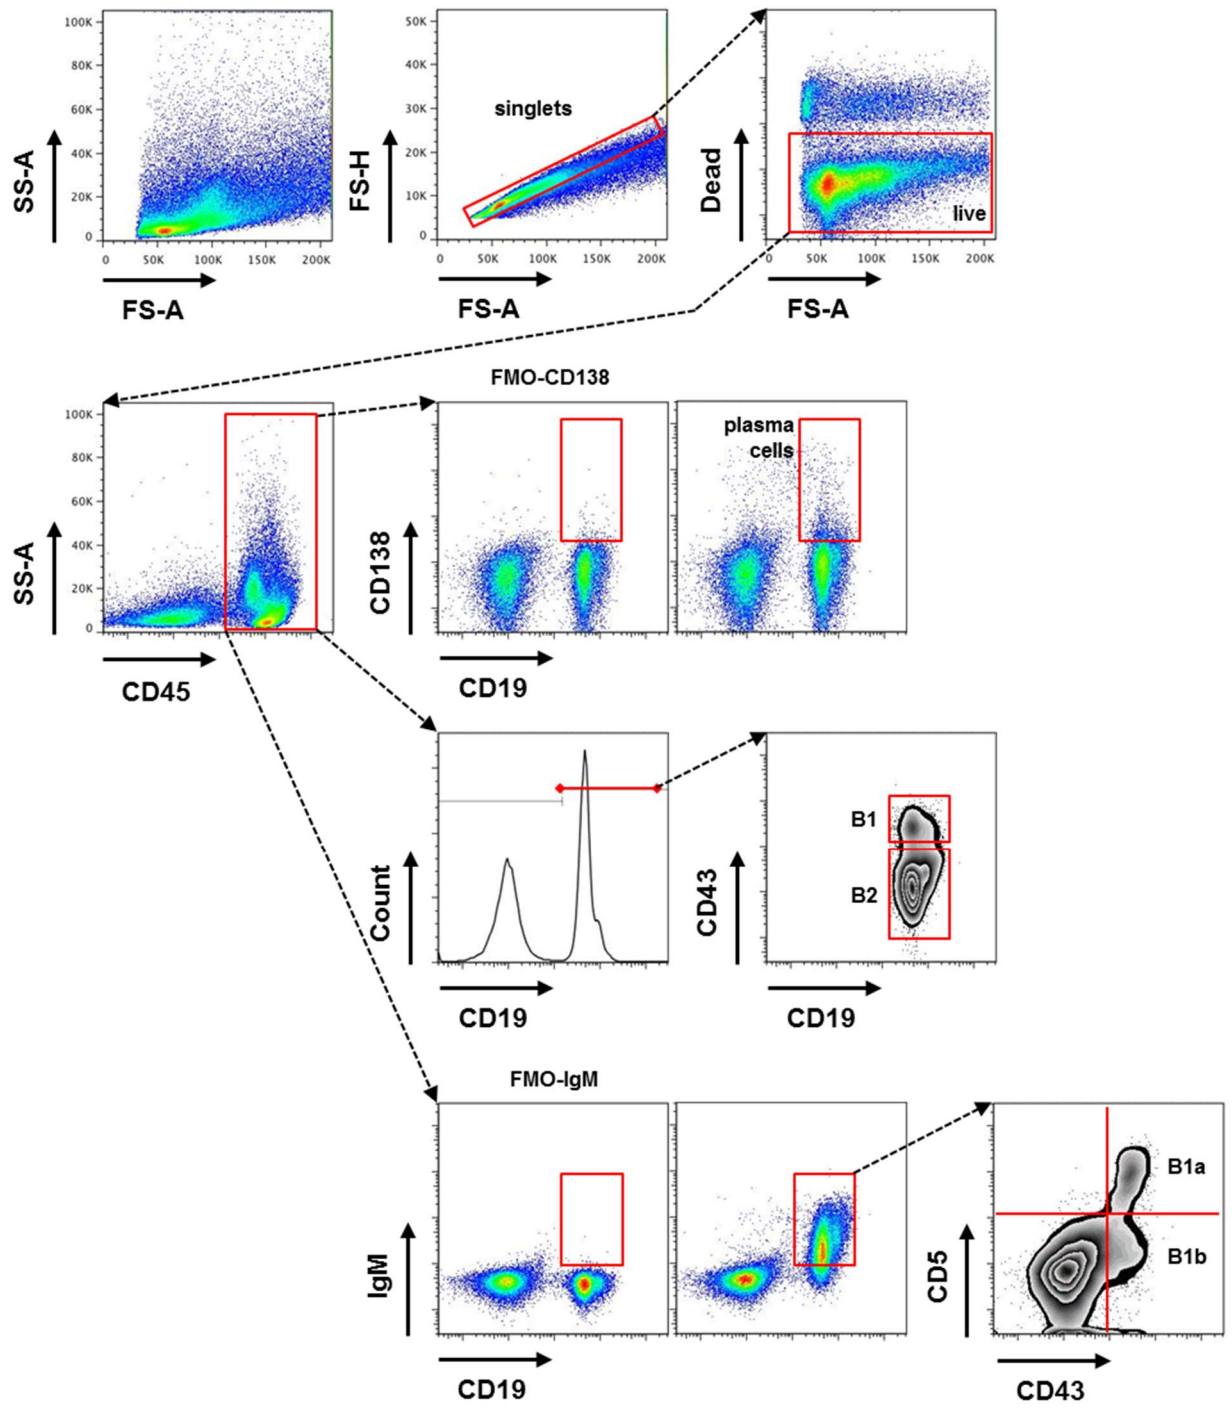 100K
80K
60K
40K
20K
0
SS-A
0 50K 100K 150K 200K
FS-A
50K
40K
30K
20K
10K
0
FS-H
singlets
0 50K 100K 150K 200K
FS-A
Dead
live
0 50K 100K 150K 200K
FS-A
100K
80K
60K
40K
20K
0
SS-A
CD45
FMO-CD138
CD138
plasma
cells
CD19
Count
CD19
CD43
B1
B2
CD19
FMO-IgM
IgM
CD19
CD5
B1a
B1b
CD43